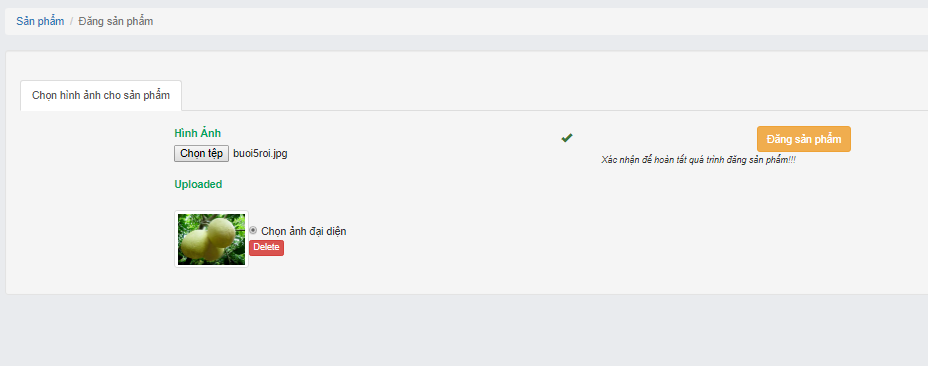 Sản phẩm / Đăng sản phẩm
Chọn hình ảnh cho sản phẩm
Hình Ảnh
Chọn tệp buoi5roi.jpg
Đăng sản phẩm
Xác nhận để hoàn tất quá trình đăng sản phẩm!!!
Uploaded
Chọn ảnh đại diện
Delete